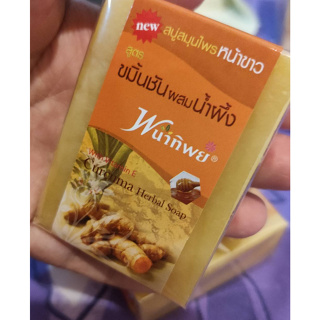 new
สบู่สมุนไพรหน้าขาว
สูตร
ขมิ้นชันผสมน้ำผึ้ง
พนาทิพย์®
Curcuma Herbal Soap